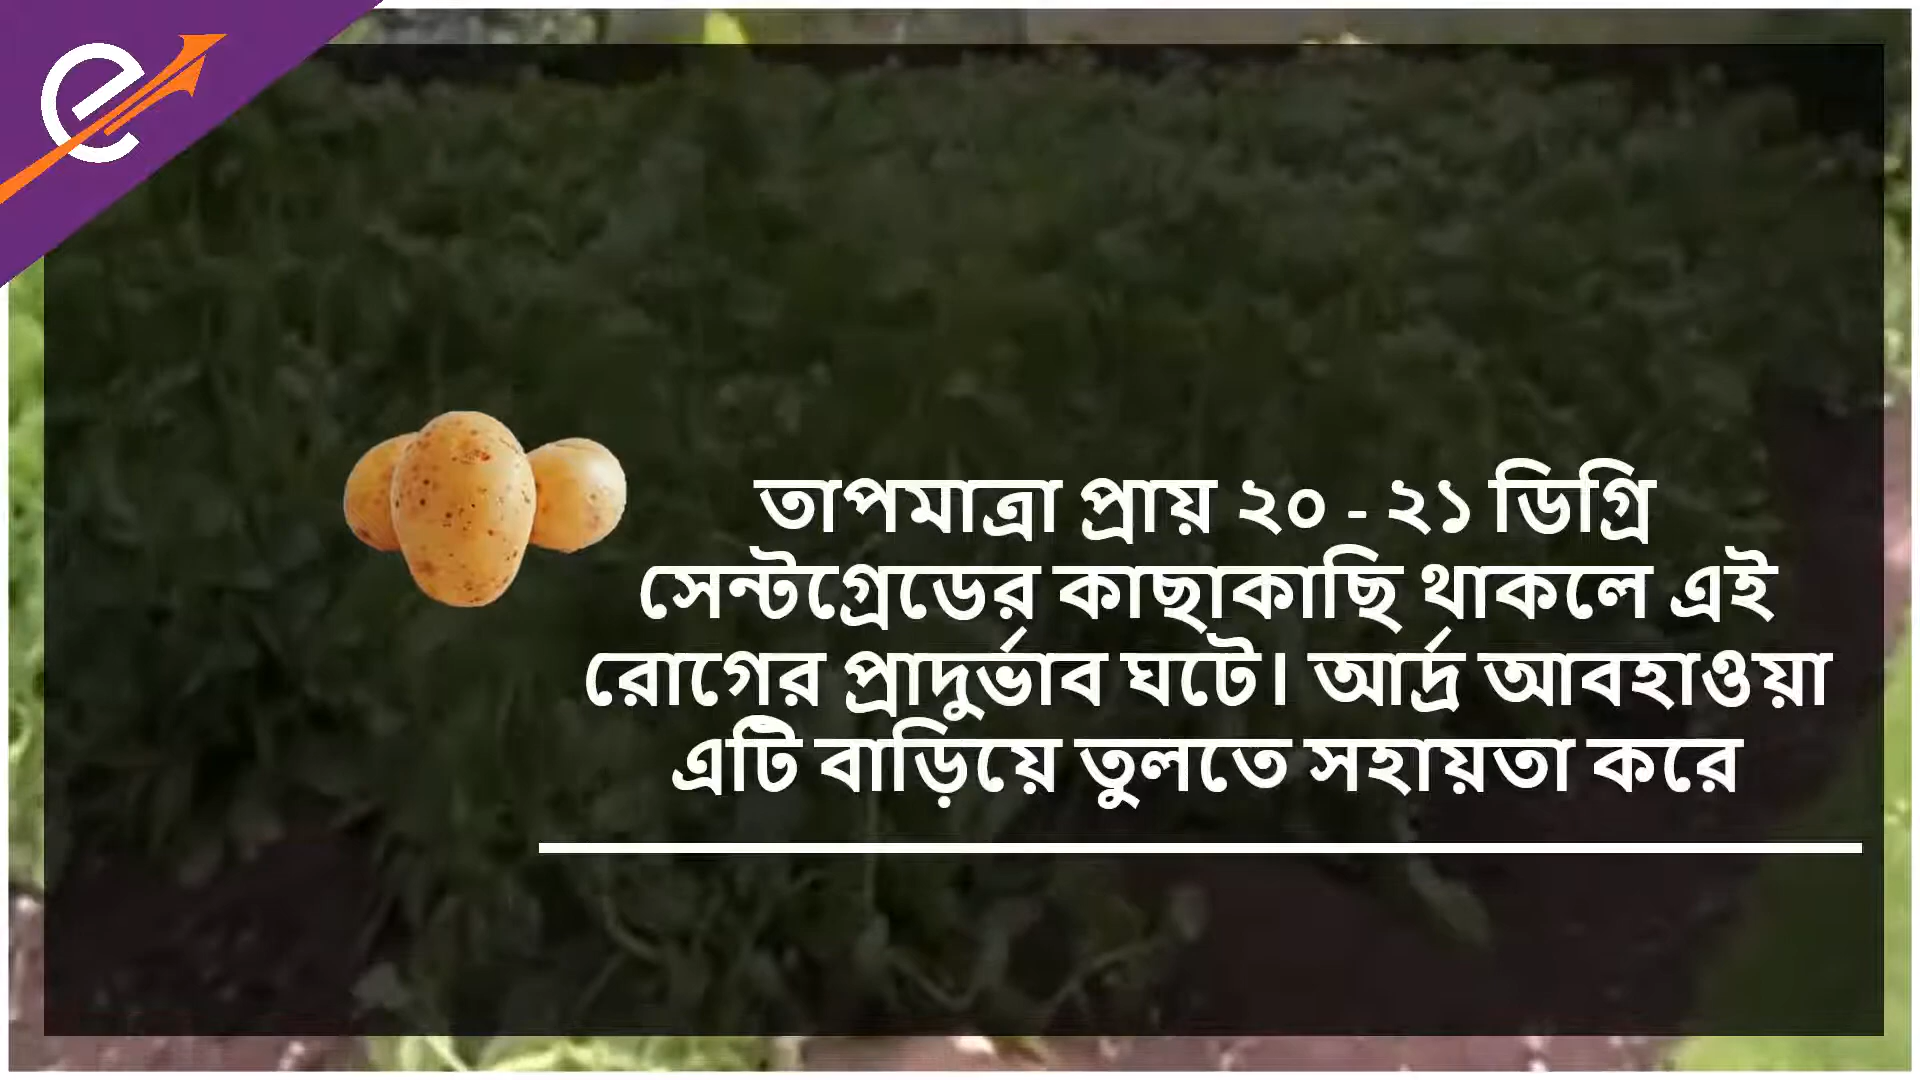 তাপমাত্রা প্রায় ২০ - ২১ ডিগ্রি
সেন্টগ্রেডের কাছাকাছি থাকলে এই
রোগের প্রাদুর্ভাব ঘটে। আর্দ্র আবহাওয়া
এটি বাড়িয়ে তুলতে সহায়তা করে